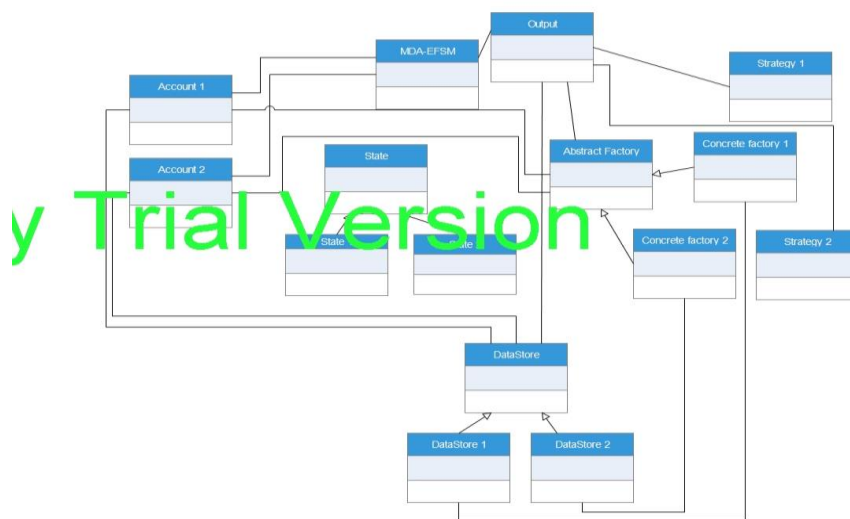 Output
MDA-EFSM
Strategy 1
Account 1
Abstract Factory
Concrete factory 1
State
Account 2
y Trial Version
State
State
Concrete factory 2
Strategy 2
DataStore
DataStore 1
DataStore 2